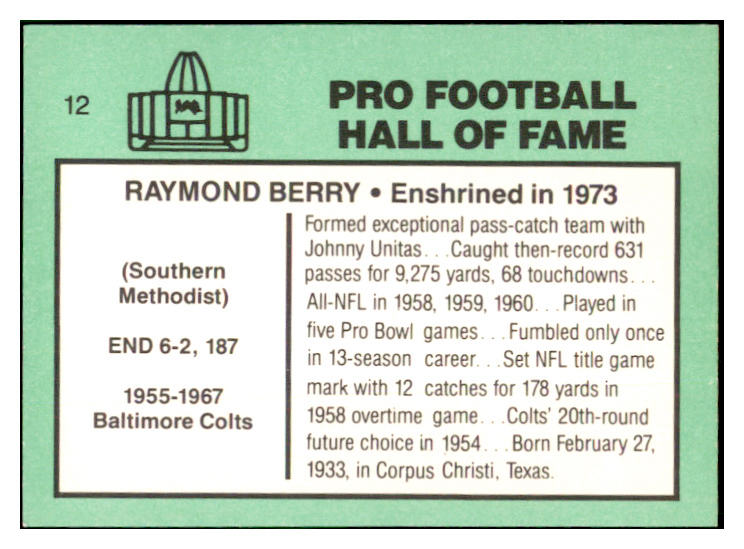 12
PRO FOOTBALL
HALL OF FAME
RAYMOND BERRY • Enshrined in 1973
(Southern
Methodist)
END 6-2, 187
1955-1967
Baltimore Colts
Formed exceptional pass-catch team with
Johnny Unitas. . .Caught then-record 631
passes for 9,275 yards, 68 touchdowns. . .
All-NFL in 1958, 1959, 1960. . .Played in
five Pro Bowl games. . .Fumbled only once
in 13-season career. . .Set NFL title game
mark with 12 catches for 178 yards in
1958 overtime game. . .Colts' 20th-round
future choice in 1954. . .Born February 27,
1933, in Corpus Christi, Texas.